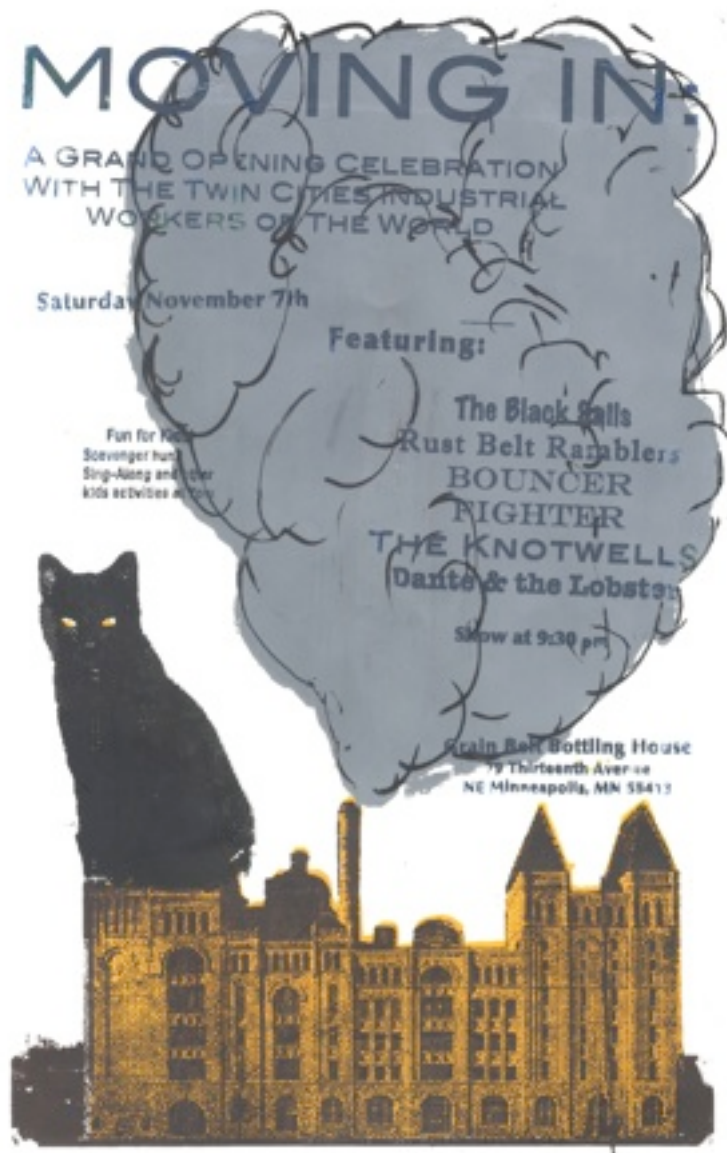 MOVING IN:
A GRAND OPENING CELEBRATION
WITH THE TWIN CITIES INDUSTRIAL
WORKERS OF THE WORLD
Saturday November 7th
Featuring:
The Black
Rust Belt Ramblers
BOUNCER
FIGHTER
THE KNOTWELLS
Dante & the Lobster
Fun for
Scavenger hunt
Sing-Along and other
kids activities
Show at 9:30 pm
Grain Belt Bottling House
79 Thirteenth Avenue
NE Minneapolis, MN 55413